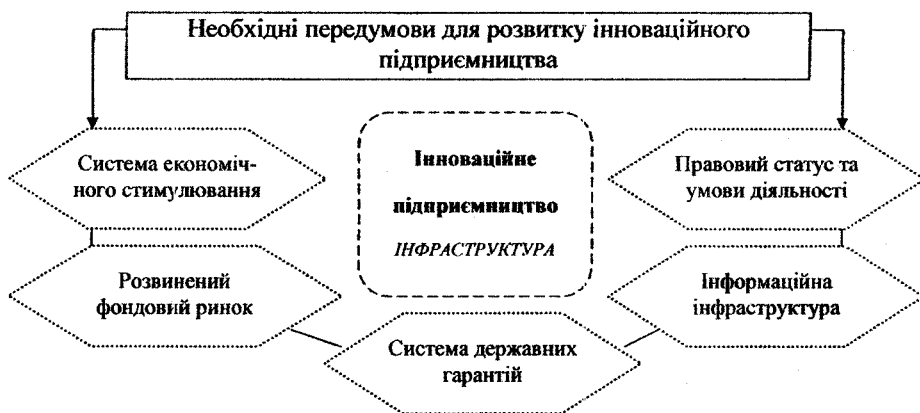 Необхідні передумови для розвитку інноваційного
підприємництва
Система економіч-
ного стимулювання
Інноваційне
підприємництво
ІНФРАСТРУКТУРА
Правовий статус та
умови діяльності
Розвинений
фондовий ринок
Інформаційна
інфраструктура
Система державних
гарантій